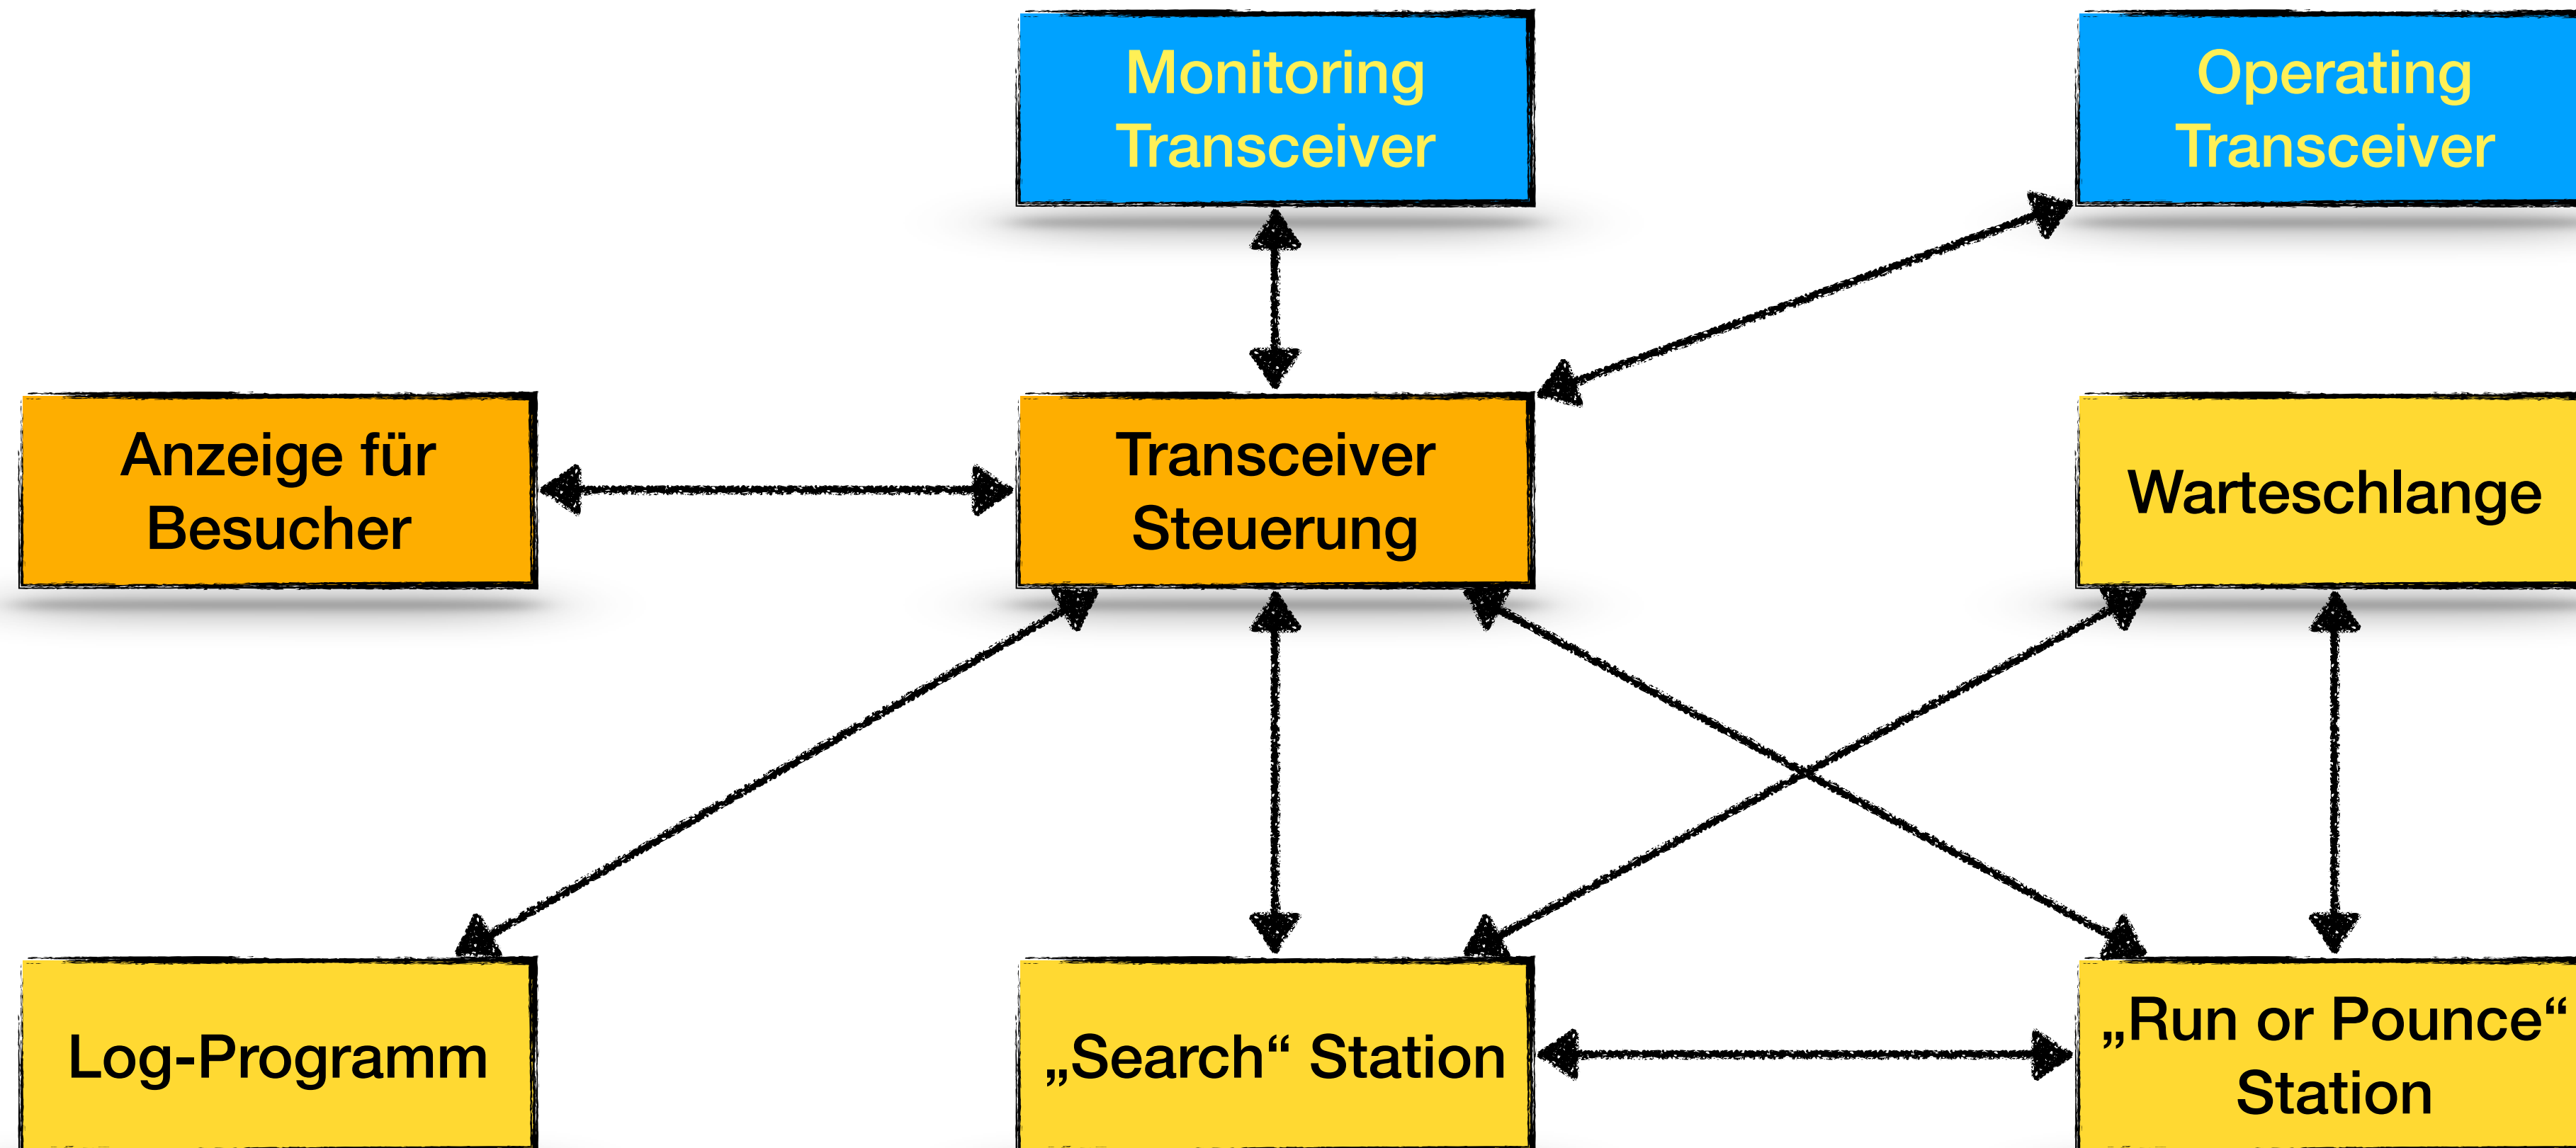 Monitoring
Transceiver
Operating
Transceiver
Anzeige für
Besucher
Transceiver
Steuerung
Warteschlange
Log-Programm
„Search“ Station
„Run or Pounce“
Station